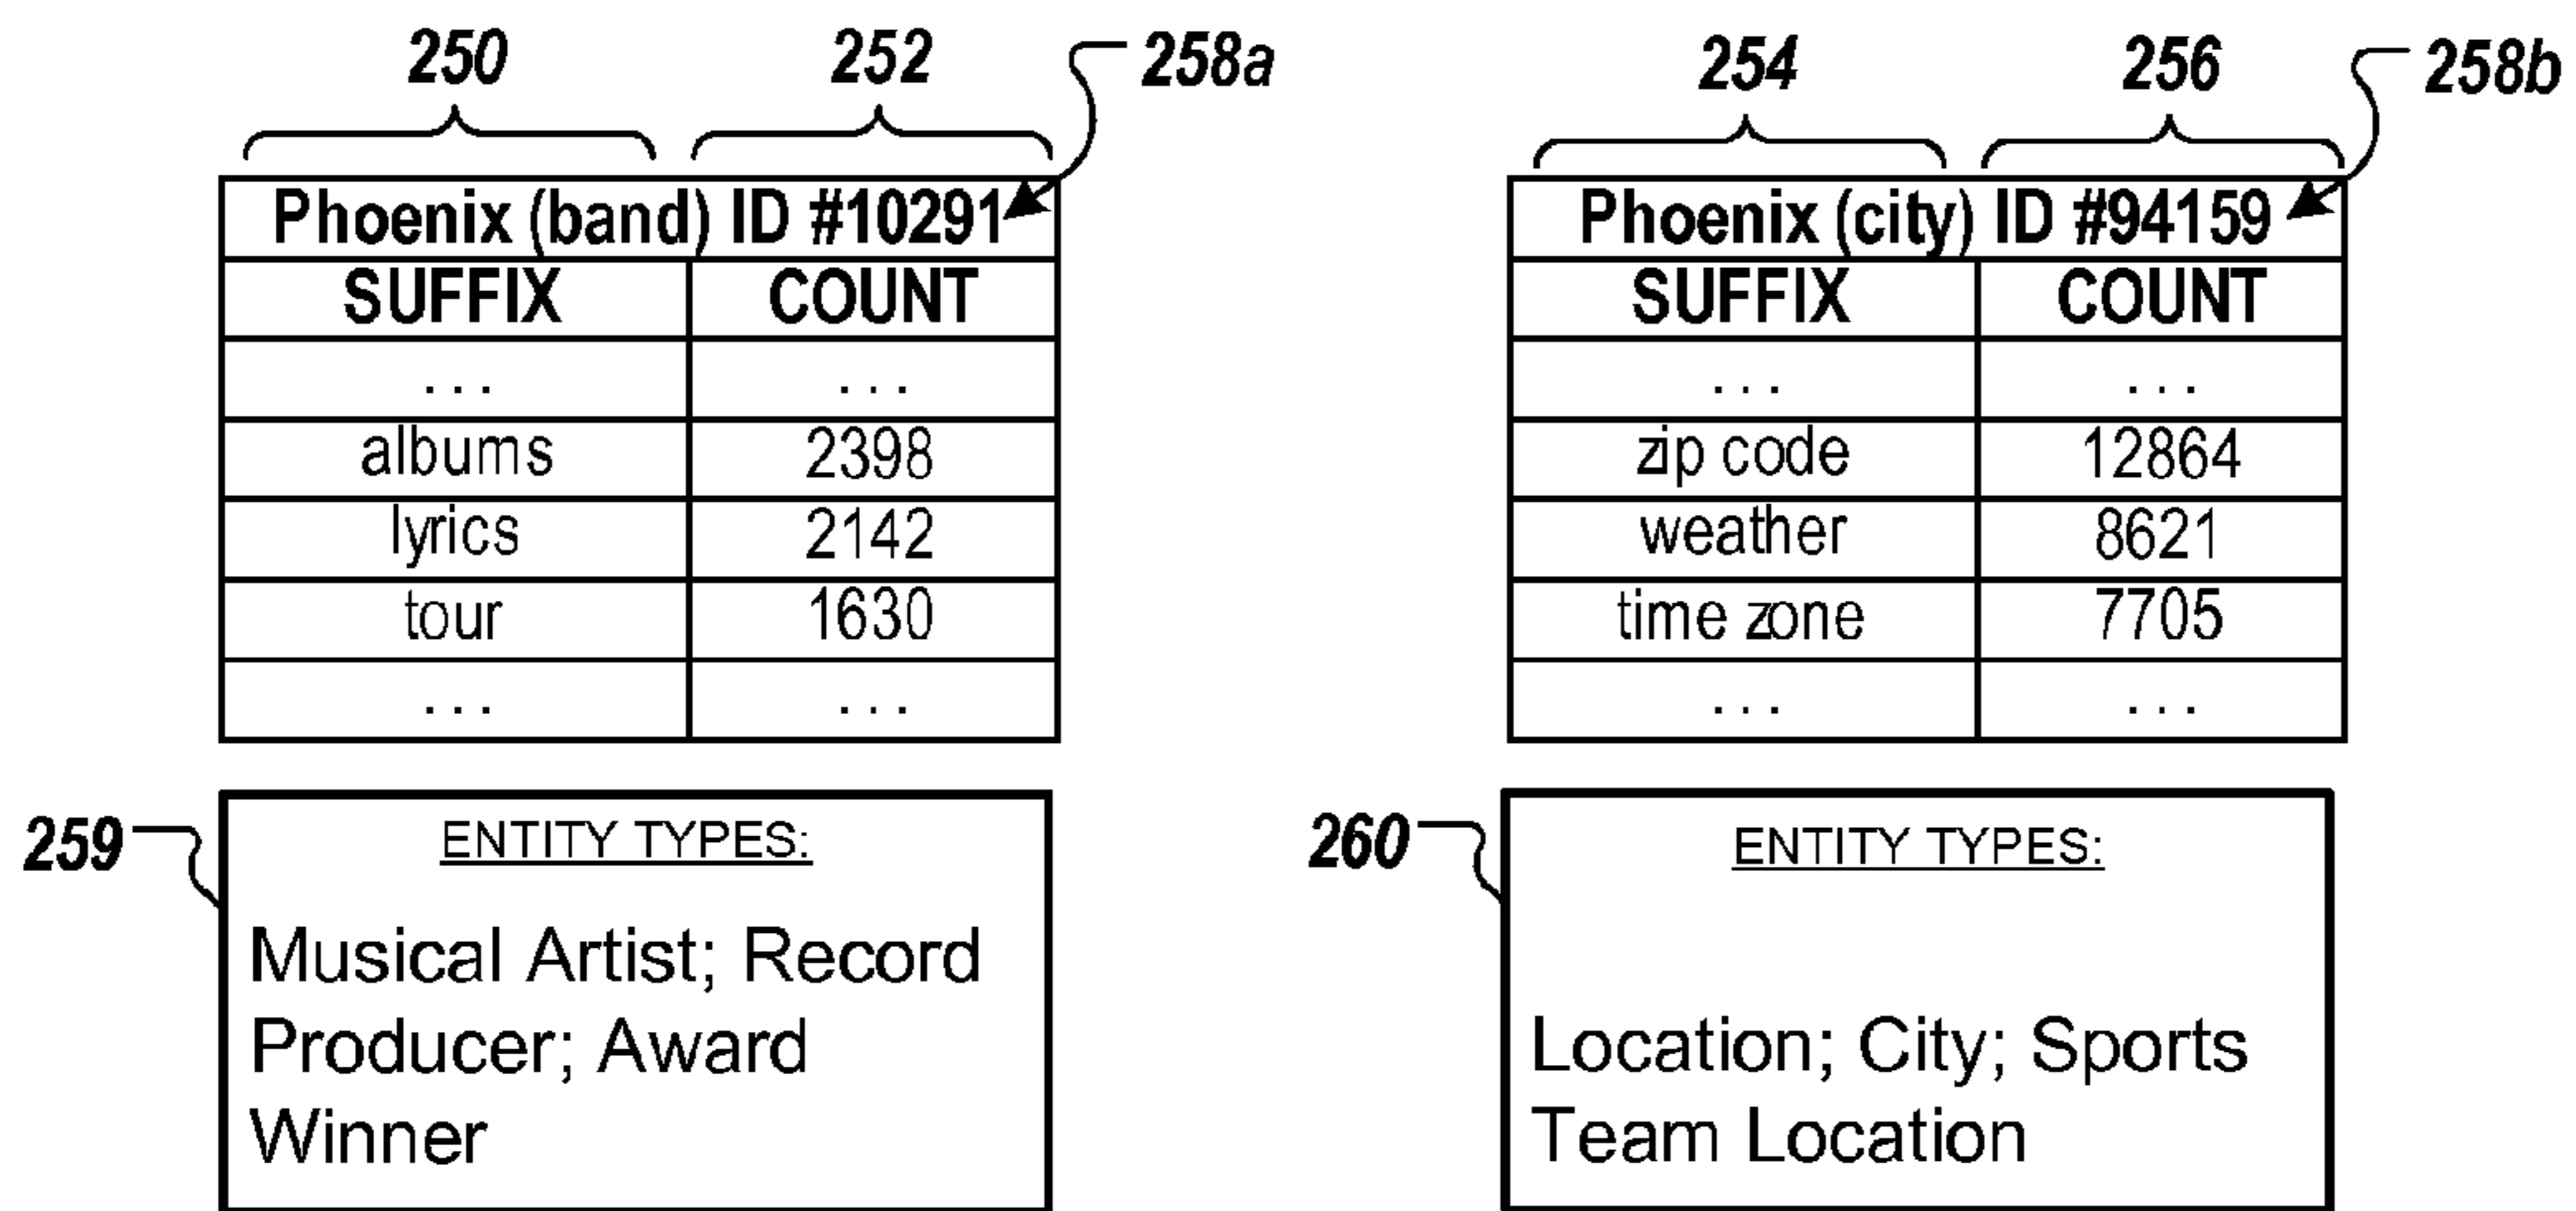 250 252 258a
Phoenix (band) ID #10291
SUFFIX COUNT
. . . . . .
albums 2398
lyrics 2142
tour 1630
. . . . . .
259
ENTITY TYPES:
Musical Artist; Record
Producer; Award
Winner
254 256 258b
Phoenix (city) ID #94159
SUFFIX COUNT
. . . . . .
zip code 12864
weather 8621
time zone 7705
. . . . . .
260
ENTITY TYPES:
Location; City; Sports
Team Location